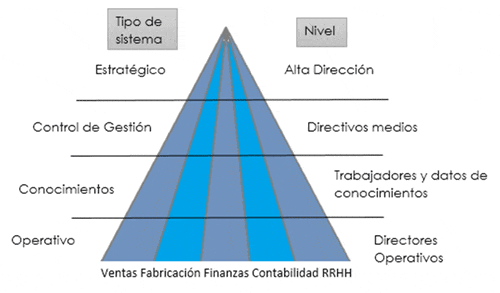 Tipo de
sistema
Nivel
Estratégico
Alta Dirección
Control de Gestión
Directivos medios
Conocimientos
Trabajadores y datos de
conocimientos
Operativo
Directores
Operativos
Ventas Fabricación Finanzas Contabilidad RRHH